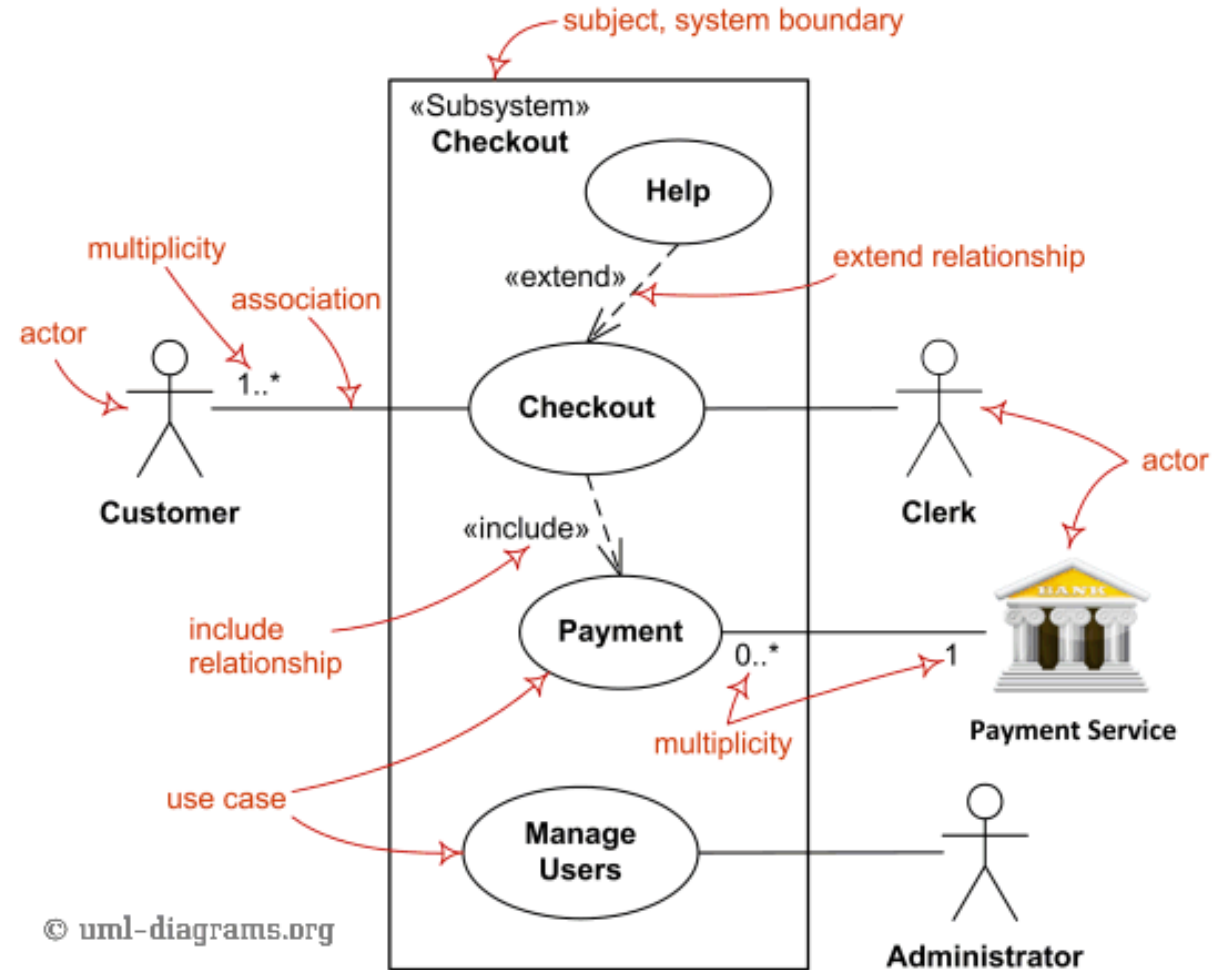 subject, system boundary
«Subsystem»
Checkout
Help
multiplicity
«extend»
extend relationship
association
actor
1..*
Checkout
actor
Customer
Clerk
«include»
BANK
include
relationship
Payment
0..*
1
multiplicity
Payment Service
use case
Manage
Users
© uml-diagrams.org
Administrator